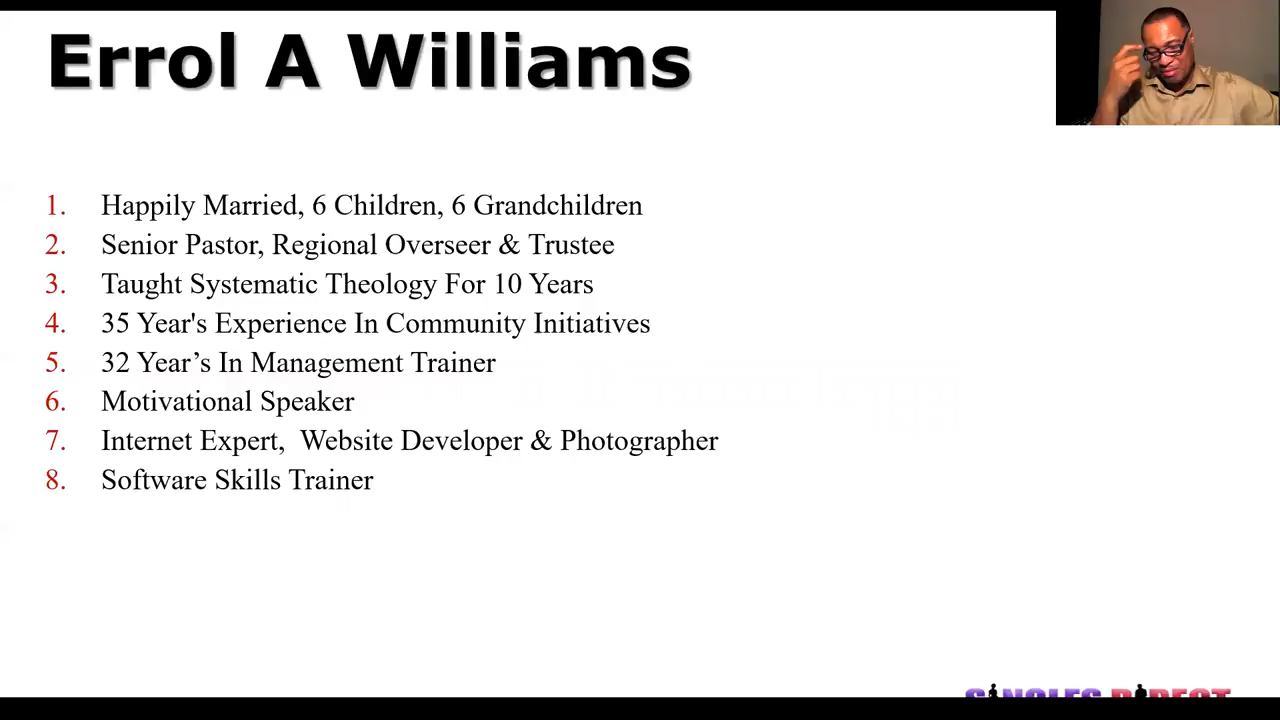 Errol A Williams
1. Happily Married, 6 Children, 6 Grandchildren
2. Senior Pastor, Regional Overseer & Trustee
3. Taught Systematic Theology For 10 Years
4. 35 Year's Experience In Community Initiatives
5. 32 Year’s In Management Trainer
6. Motivational Speaker
7. Internet Expert,  Website Developer & Photographer
8. Software Skills Trainer
SINGLES DIRECT